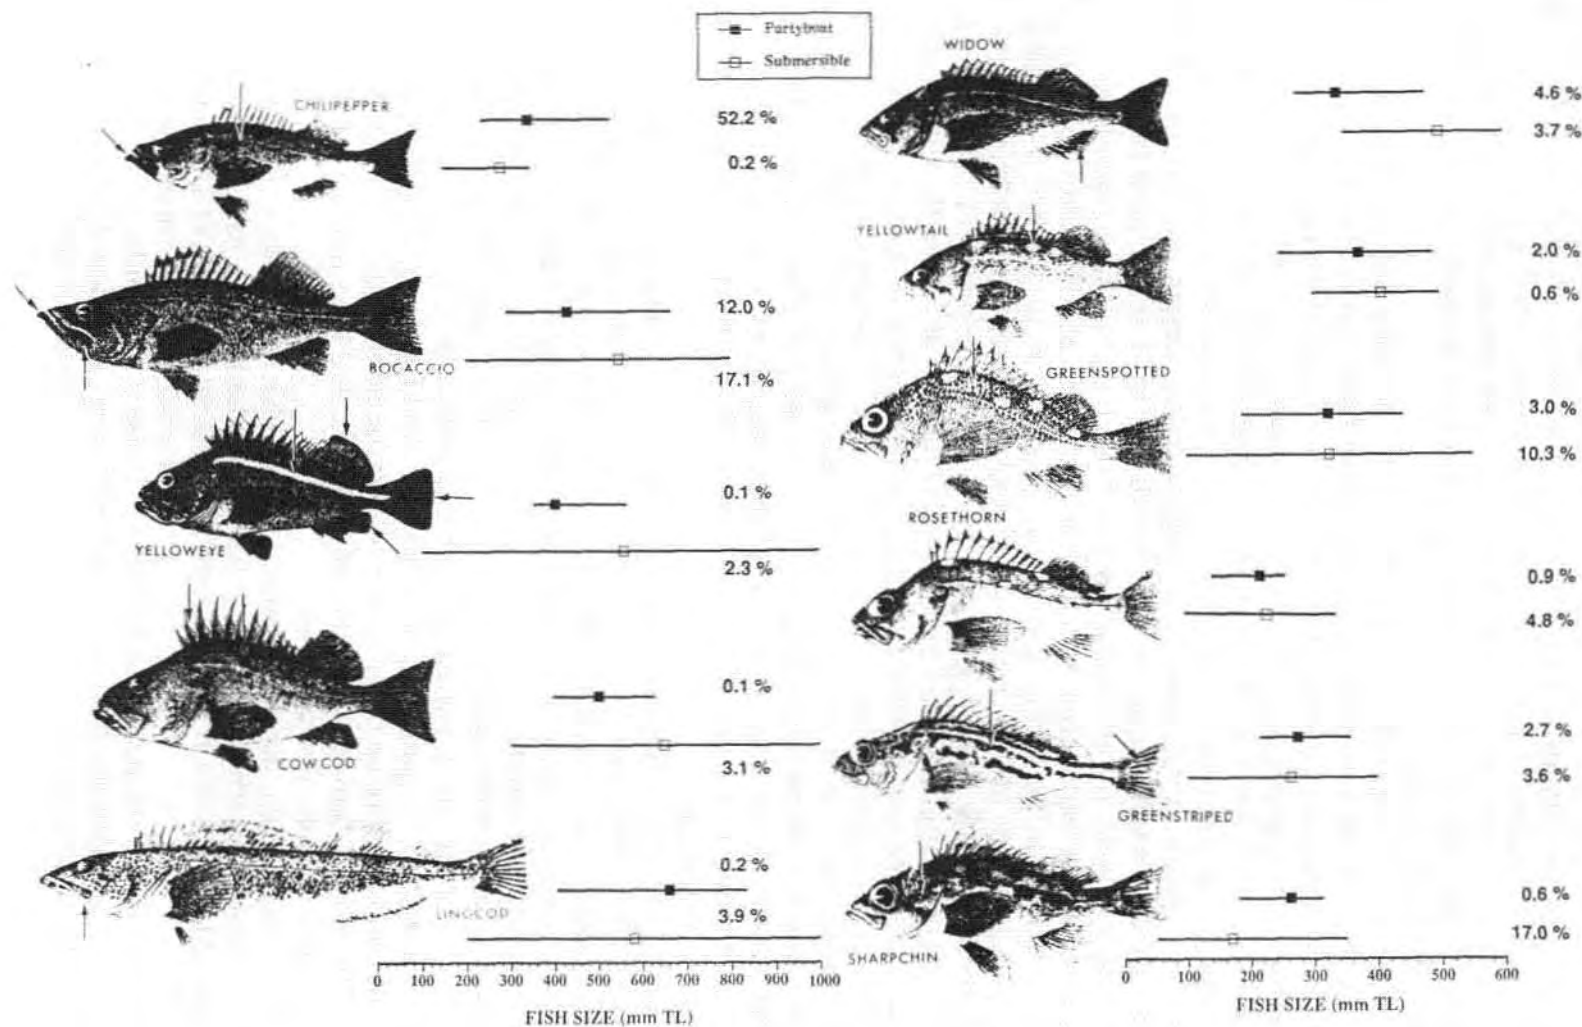 Partyboat
Submersible
CHILIPEPPER
52.2 %
0.2 %
BOCACCIO
12.0 %
17.1 %
YELLOWEYE
0.1 %
2.3 %
COWCOD
0.1 %
3.1 %
LINGCOD
0.2 %
3.9 %
0 100 200 300 400 500 600 700 800 900 1000
FISH SIZE (mm TL)
WIDOW
4.6 %
3.7 %
YELLOWTAIL
2.0 %
0.6 %
GREENSPOTTED
3.0 %
10.3 %
ROSETHORN
0.9 %
4.8 %
GREENSTRIPED
2.7 %
3.6 %
SHARPCHIN
0.6 %
17.0 %
0 100 200 300 400 500 600
FISH SIZE (mm TL)